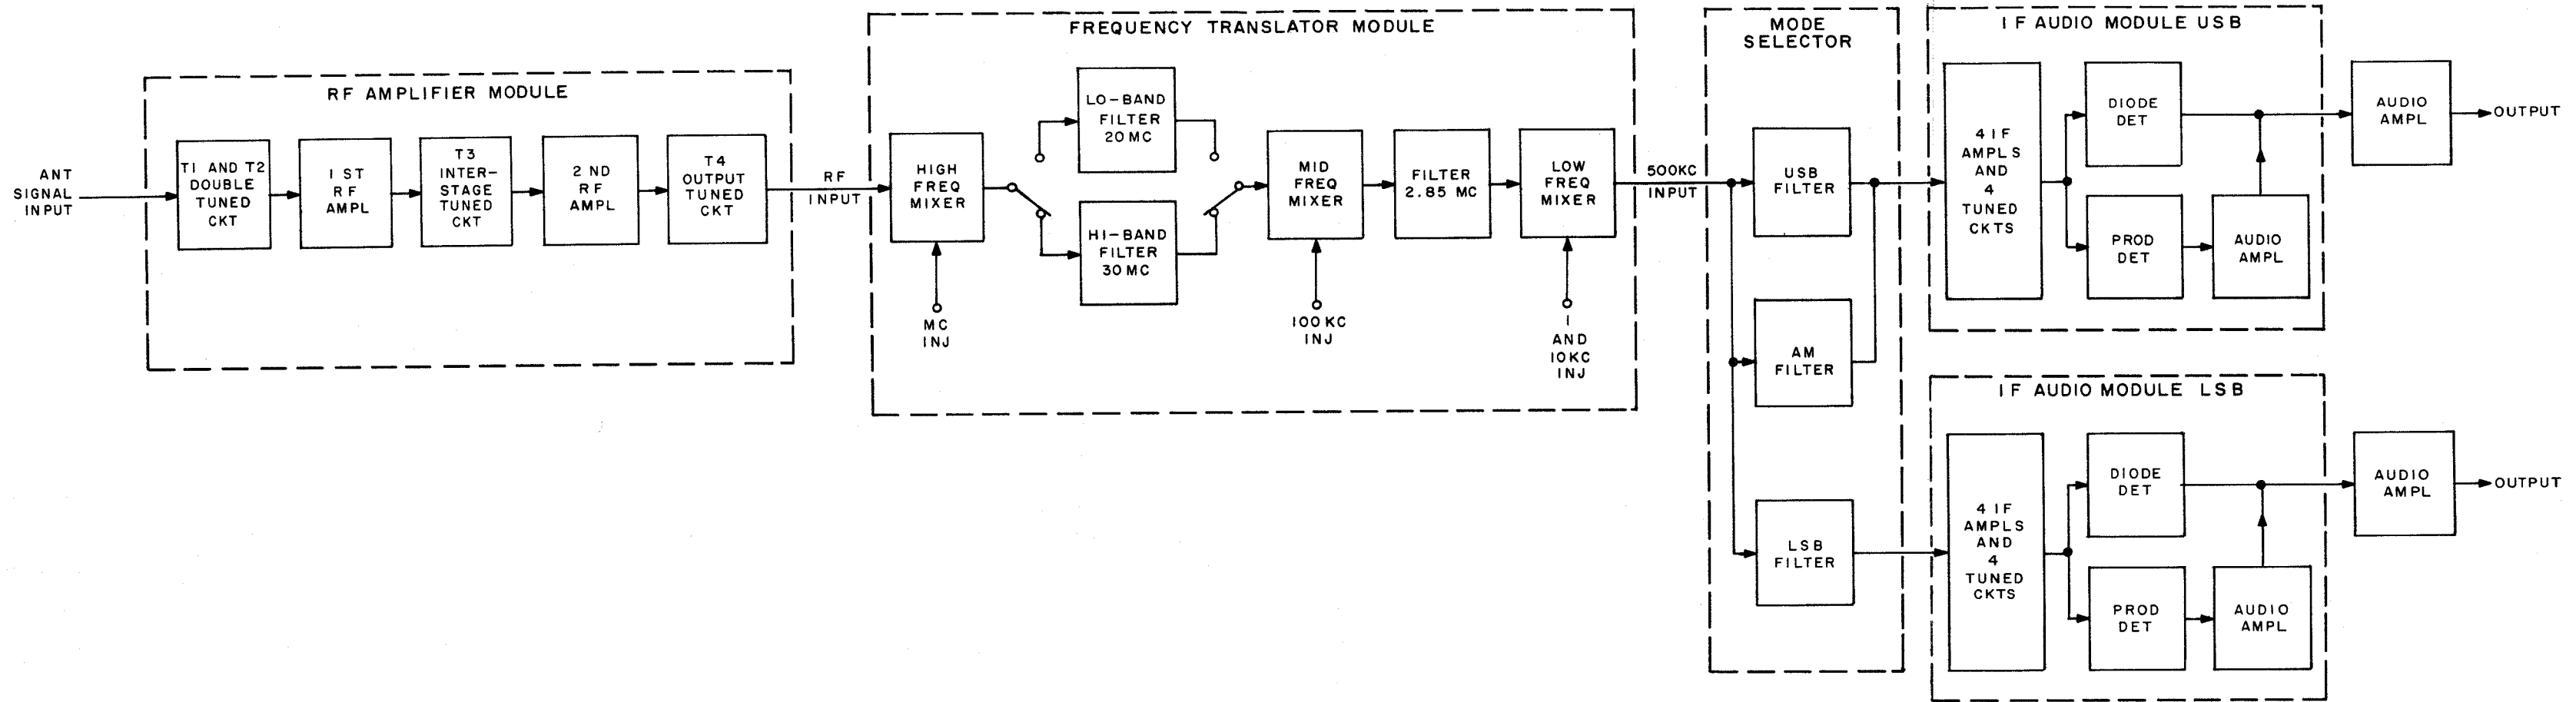 RF AMPLIFIER MODULE
ANT
SIGNAL
INPUT
T1 AND T2
DOUBLE
TUNED
CKT
1 ST
RF
AMPL
T3
INTER-
STAGE
TUNED
CKT
2 ND
RF
AMPL
T4
OUTPUT
TUNED
CKT
RF
INPUT
FREQUENCY TRANSLATOR MODULE
HIGH
FREQ
MIXER
MC
INJ
LO-BAND
FILTER
20 MC
HI-BAND
FILTER
30 MC
MID
FREQ
MIXER
100 KC
INJ
FILTER
2.85 MC
LOW
FREQ
MIXER
1
AND
10KC
INJ
500KC
INPUT
MODE
SELECTOR
USB
FILTER
AM
FILTER
LSB
FILTER
IF AUDIO MODULE USB
4 IF
AMPLS
AND
4
TUNED
CKTS
DIODE
DET
PROD
DET
AUDIO
AMPL
AUDIO
AMPL
OUTPUT
IF AUDIO MODULE LSB
4 IF
AMPLS
AND
4
TUNED
CKTS
DIODE
DET
PROD
DET
AUDIO
AMPL
AUDIO
AMPL
OUTPUT